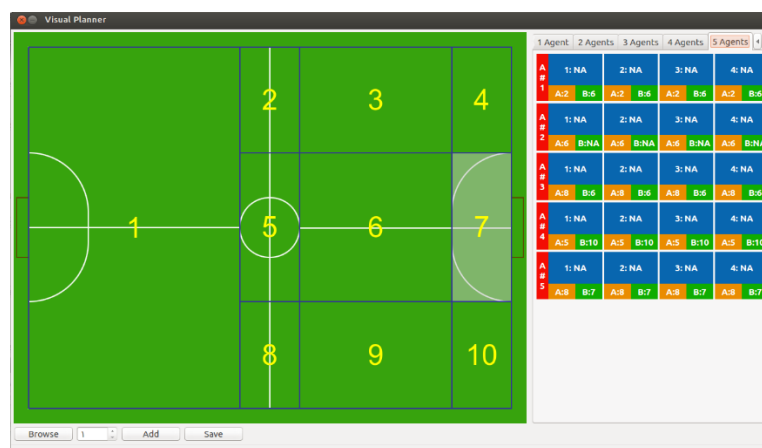 Visual Planner
1 Agent 2 Agents 3 Agents 4 Agents 5 Agents
2 3 4
1 5 6 7
8 9 10
A#1 1: NA 2: NA 3: NA 4: NA
A:2 B:6 A:2 B:6 A:2 B:6 A:2 B:6
A#2 1: NA 2: NA 3: NA 4: NA
A:6 B:NA A:6 B:NA A:6 B:NA A:6 B:NA
A#3 1: NA 2: NA 3: NA 4: NA
A:8 B:6 A:8 B:6 A:8 B:6 A:8 B:6
A#4 1: NA 2: NA 3: NA 4: NA
A:5 B:10 A:5 B:10 A:5 B:10 A:5 B:10
A#5 1: NA 2: NA 3: NA 4: NA
A:8 B:7 A:8 B:7 A:8 B:7 A:8 B:7
Browse 1 Add Save